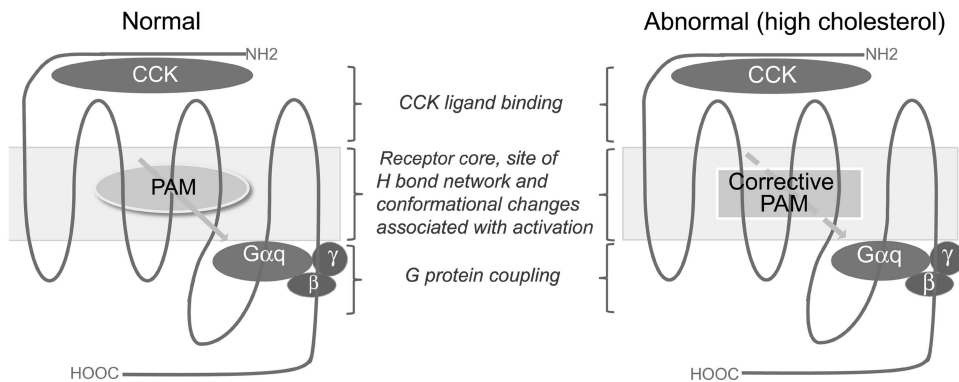 Normal
NH2
CCK
PAM
Gαq
γ
β
HOOC
CCK ligand binding
Receptor core, site of
H bond network and
conformational changes
associated with activation
G protein coupling
Abnormal (high cholesterol)
NH2
CCK
Corrective
PAM
Gαq
γ
β
HOOC